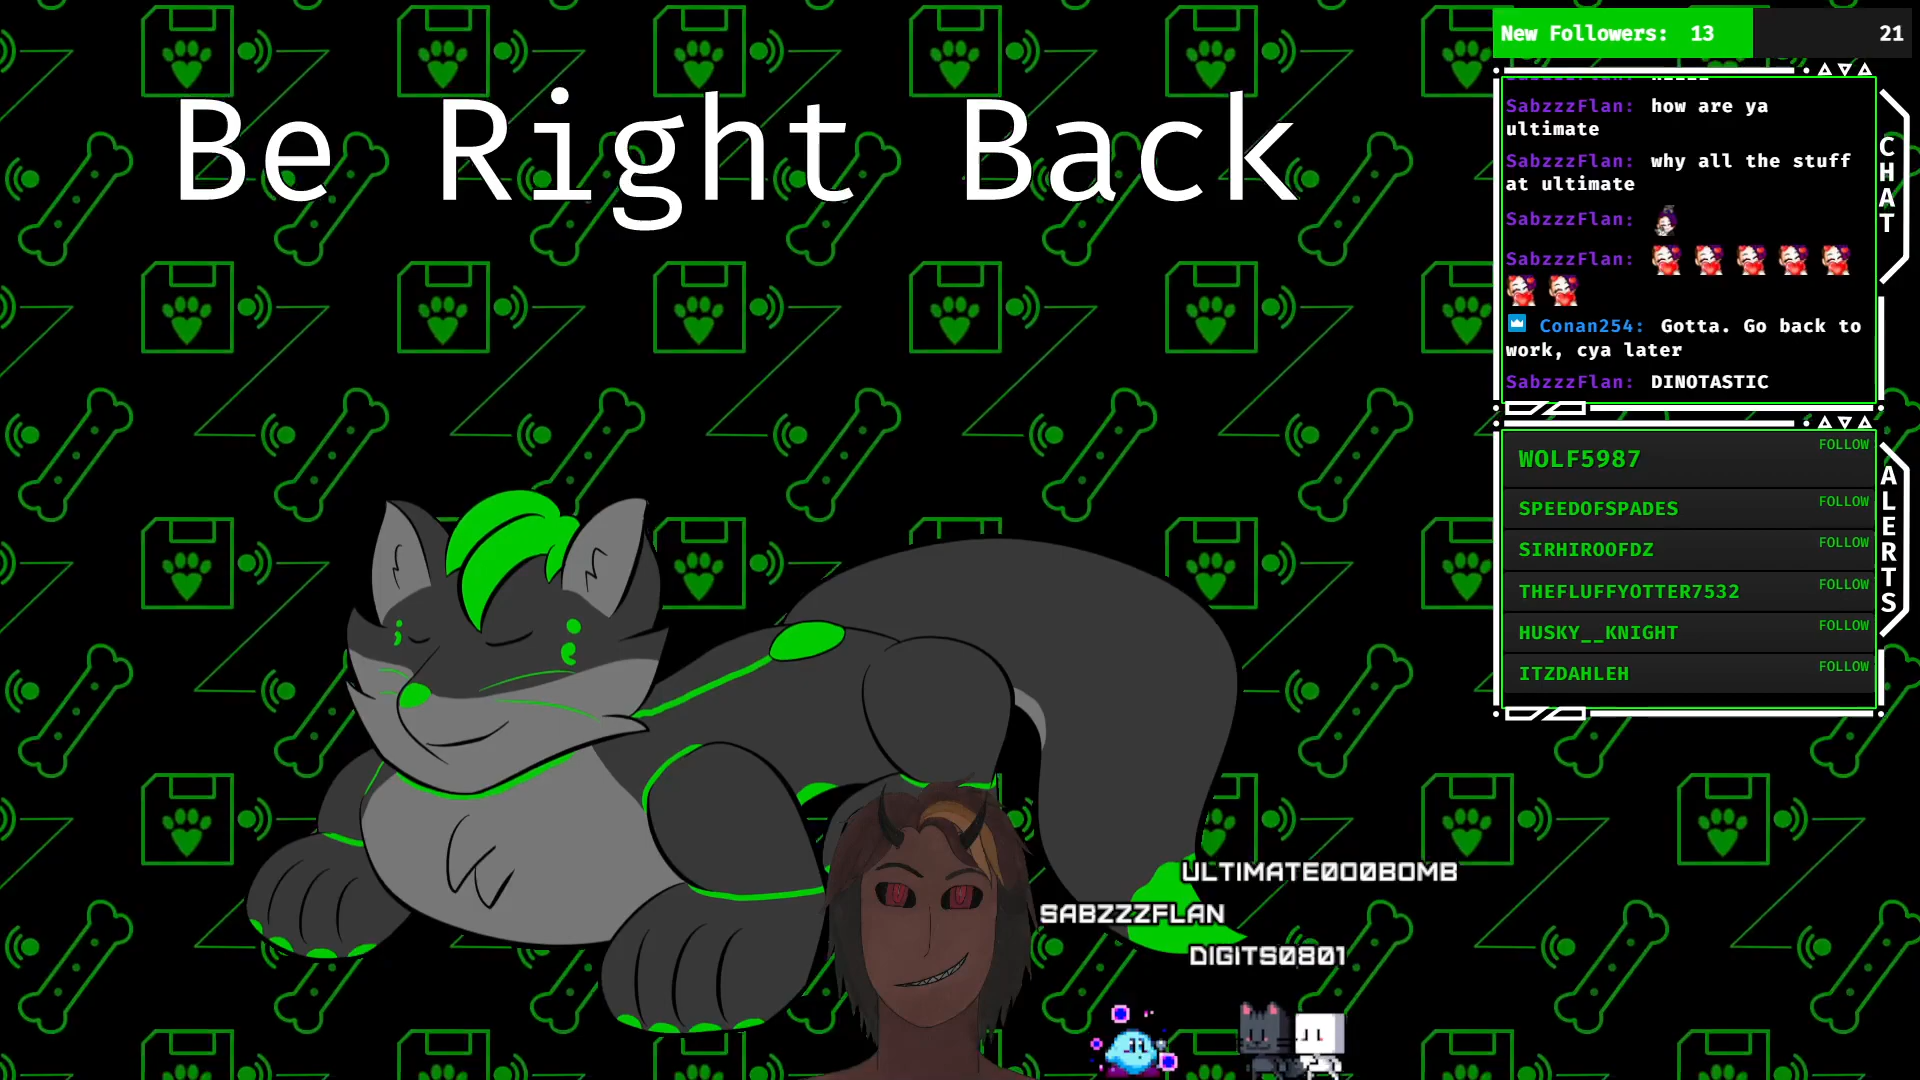 Be Right Back
New Followers: 13 21
SabzzzFlan: how are ya
ultimate
SabzzzFlan: why all the stuff
at ultimate
SabzzzFlan:
SabzzzFlan:
Conan254: Gotta. Go back to
work, cya later
SabzzzFlan: DINOTASTIC
CHAT
WOLF5987 FOLLOW
SPEEDOFSPADES FOLLOW
SIRHIROOFDZ FOLLOW
THEFLUFFYOTTER7532 FOLLOW
HUSKY__KNIGHT FOLLOW
ITZDAHLEH FOLLOW
ALERTS
ULTIMATE000BOMB
SABZZZFLAN
DIGITS0801